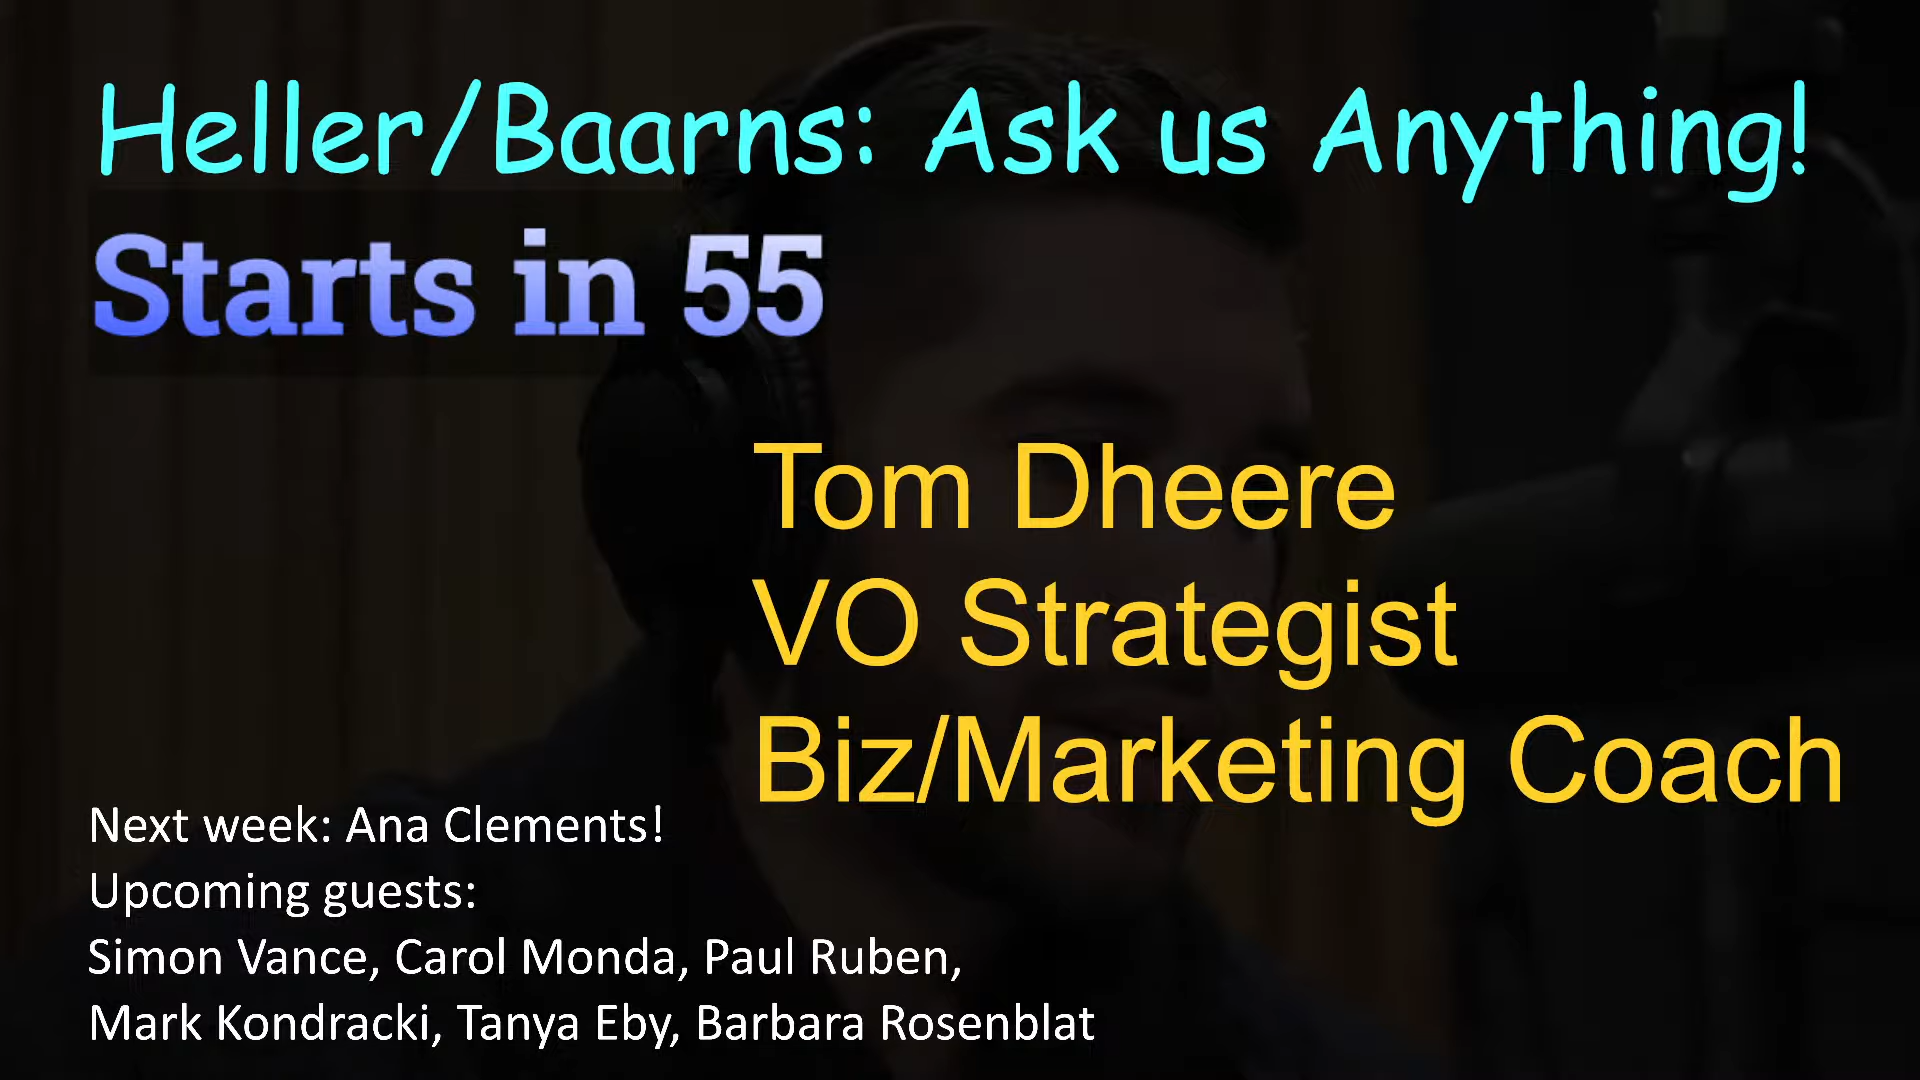 Heller/Baarns: Ask us Anything!
Starts in 55
Tom Dheere
VO Strategist
Biz/Marketing Coach
Next week: Ana Clements!
Upcoming guests:
Simon Vance, Carol Monda, Paul Ruben,
Mark Kondracki, Tanya Eby, Barbara Rosenblat